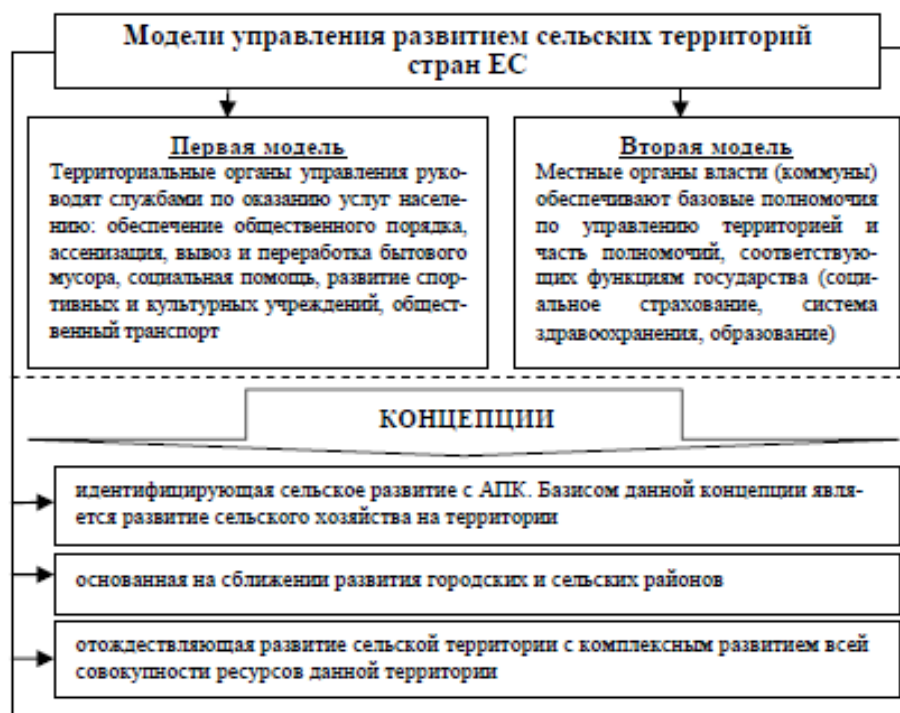 Модели управления развитием сельских территорий
стран ЕС
Первая модель
Территориальные органы управления руко-
водят службами по оказанию услуг населе-
нию: обеспечение общественного порядка,
ассенизация, вывоз и переработка бытового
мусора, социальная помощь, развитие спор-
тивных и культурных учреждений, общест-
венный транспорт
Вторая модель
Местные органы власти (коммуны)
обеспечивают базовые полномочия
по управлению территорией и
часть полномочий, соответствую-
щих функциям государства (соци-
альное страхование, система
здравоохранения, образование)
КОНЦЕПЦИИ
идентифицирующая сельское развитие с АПК. Базисом данной концепции явля-
ется развитие сельского хозяйства на территории
основанная на сближении развития городских и сельских районов
отождествляющая развитие сельской территории с комплексным развитием всей
совокупности ресурсов данной территории